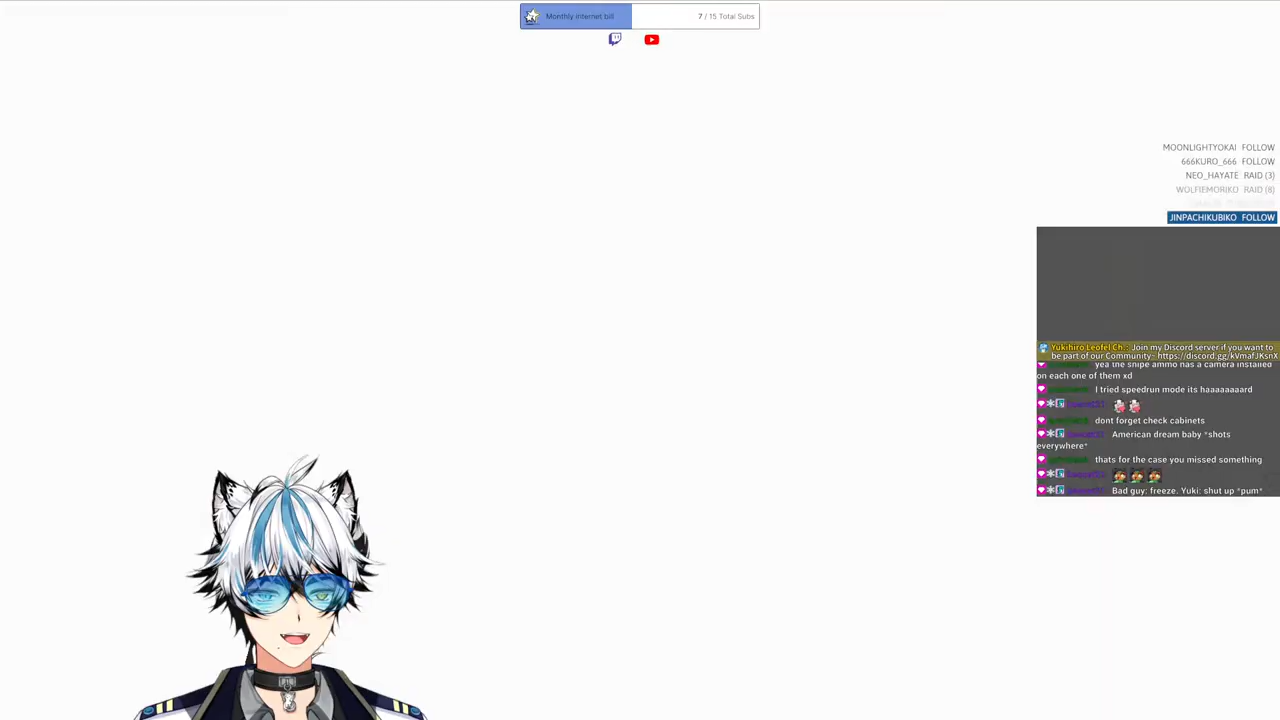 Monthly internet bill
7 / 15 Total Subs
MOONLIGHTYOKAI FOLLOW
666KURO_666 FOLLOW
NEO_HAYATE RAID (3)
WOLFIEMORIKO RAID (8)
JINPACHIKUBIKO FOLLOW
Yukihiro Leofel Ch.: Join my Discord server if you want to
be part of our Community~ https://discord.gg/kVmafJKsnX
yea the snipe ammo has a camera installed
on each one of them xd
I tried speedrun mode its haaaaaaaard
dont forget check cabinets
American dream baby *shots
everywhere*
thats for the case you missed something
Bad guy: freeze. Yuki: shut up *pum*